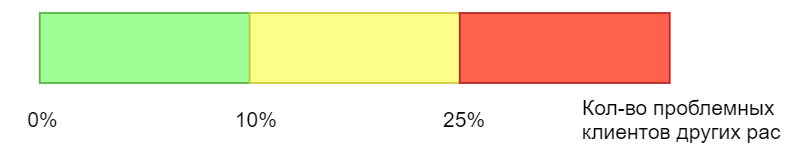 0%
10%
25%
Кол-во проблемных
клиентов других рас